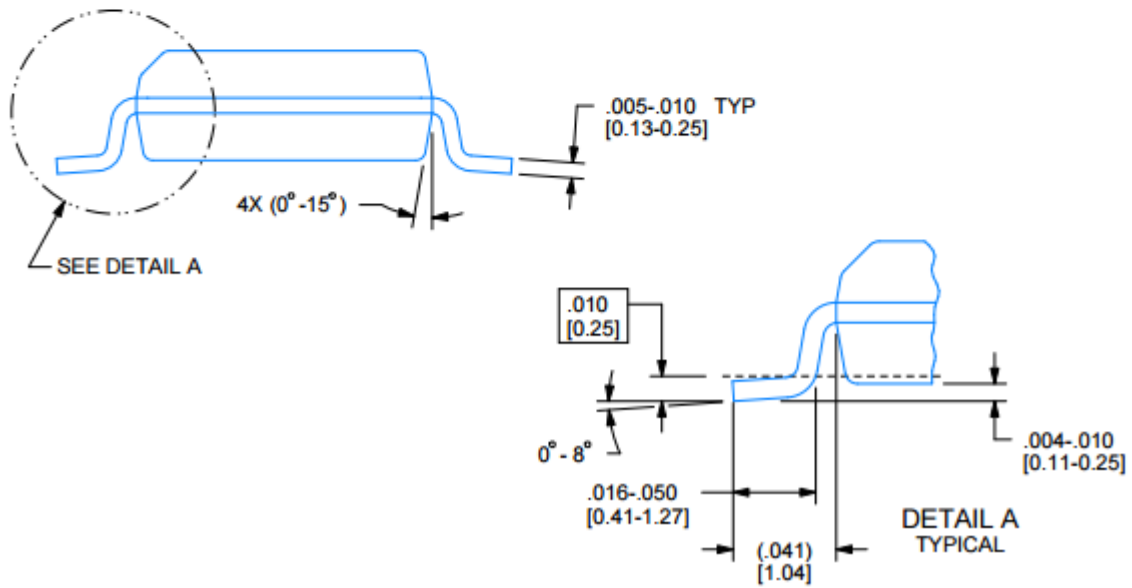 .005-.010 TYP
[0.13-0.25]
4X (0°-15°)
SEE DETAIL A
.010
[0.25]
0°-8°
.004-.010
[0.11-0.25]
.016-.050
[0.41-1.27]
DETAIL A
TYPICAL
(.041)
[1.04]